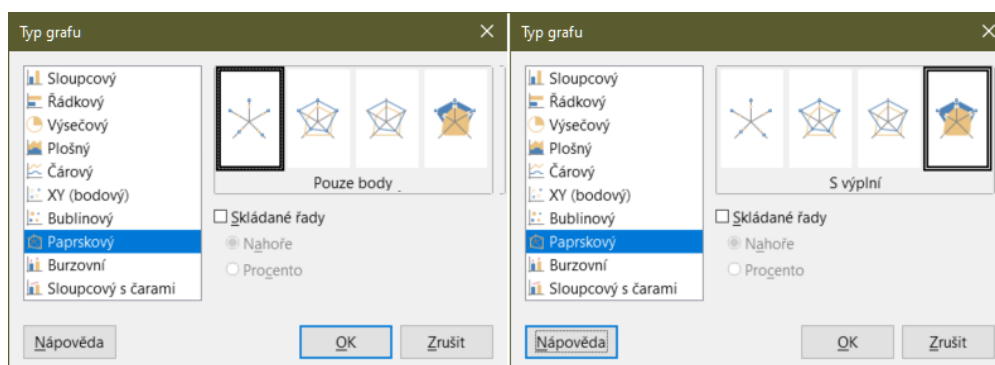 Typ grafu
Sloupcový
Řádkový
Výsečový
Plošný
Čárový
XY (bodový)
Bublinový
Paprskový
Burzovní
Sloupcový s čarami
Pouze body
Skládané řady
Nahoře
Procento
Nápověda
OK
Zrušit
Typ grafu
Sloupcový
Řádkový
Výsečový
Plošný
Čárový
XY (bodový)
Bublinový
Paprskový
Burzovní
Sloupcový s čarami
S výplní
Skládané řady
Nahoře
Procento
Nápověda
OK
Zrušit